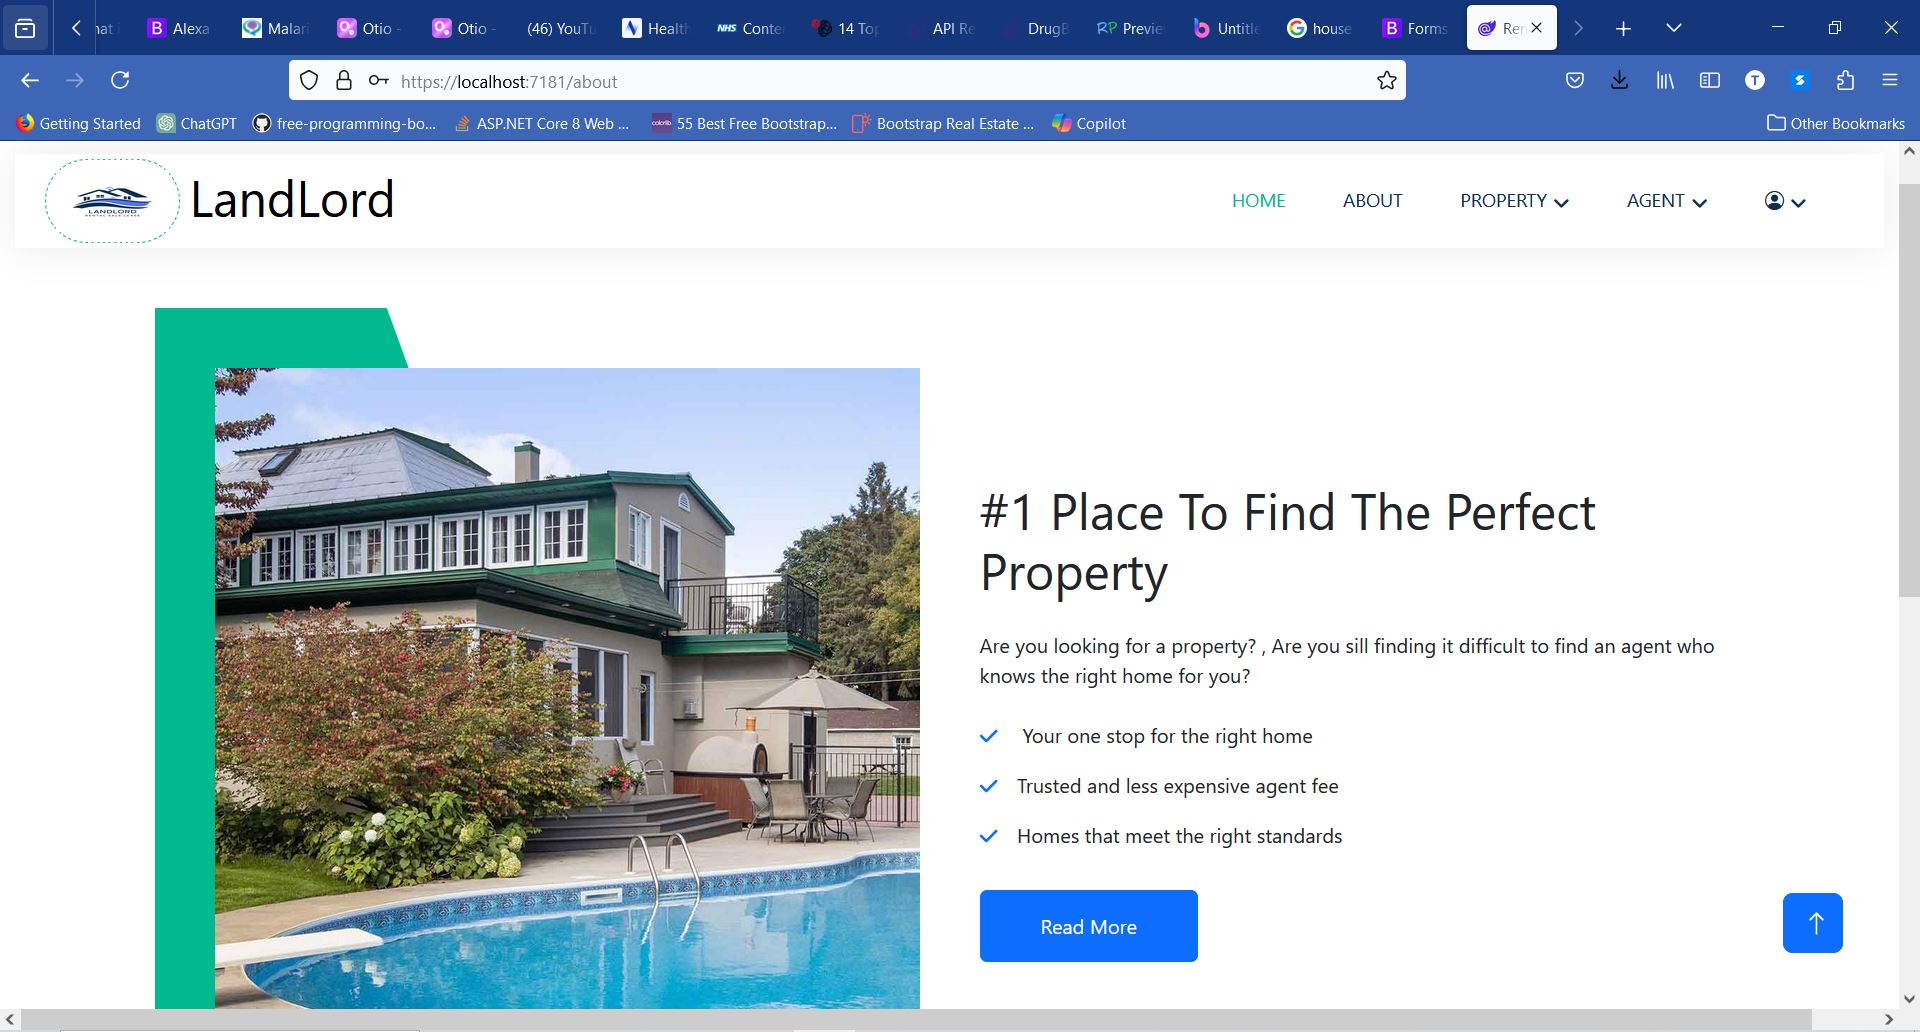 Alexa
Malari
Otio -
Otio -
(46) YouTu
Health
NHS Conte
14 Top
API Re
DrugB
RP Previe
Untitle
house
B Forms
Ren
https://localhost:7181/about
Getting Started
ChatGPT
free-programming-bo...
ASP.NET Core 8 Web ...
55 Best Free Bootstrap...
Bootstrap Real Estate ...
Copilot
Other Bookmarks
LANDLORD
LandLord
HOME
ABOUT
PROPERTY
AGENT
#1 Place To Find The Perfect
Property
Are you looking for a property? , Are you sill finding it difficult to find an agent who
knows the right home for you?
Your one stop for the right home
Trusted and less expensive agent fee
Homes that meet the right standards
Read More